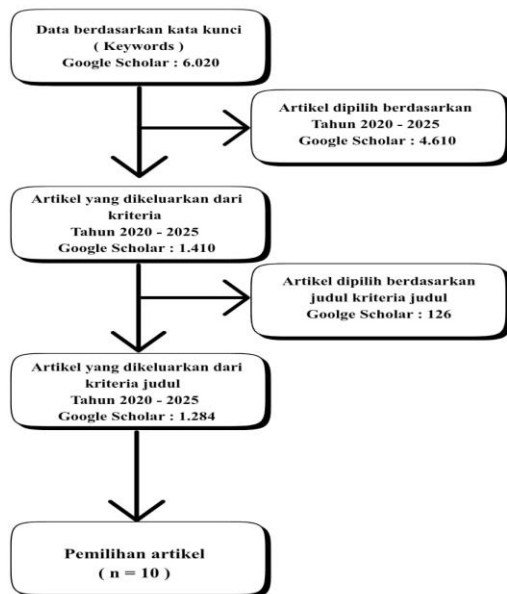 Data berdasarkan kata kunci
( Keywords )
Google Scholar : 6.020
Artikel dipilih berdasarkan
Tahun 2020 - 2025
Google Scholar : 4.610
Artikel yang dikeluarkan dari
kriteria
Tahun 2020 - 2025
Google Scholar : 1.410
Artikel dipilih berdasarkan
judul kriteria judul
Goolge Scholar : 126
Artikel yang dikeluarkan dari
kriteria judul
Tahun 2020 - 2025
Google Scholar : 1.284
Pemilihan artikel
( n = 10 )